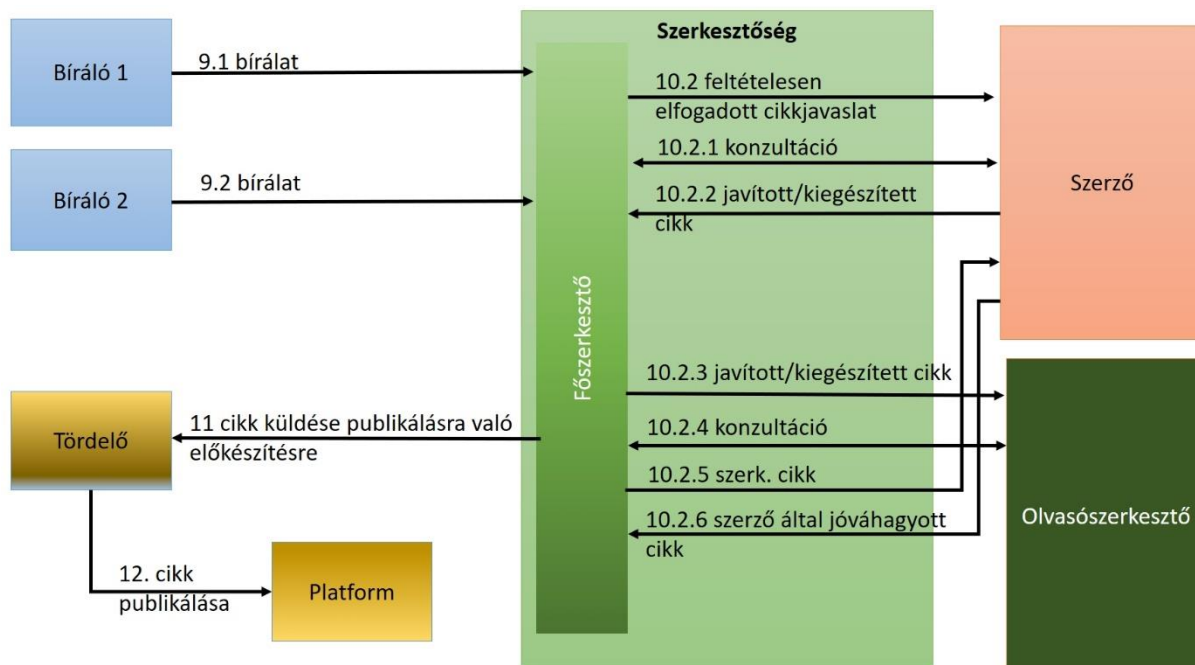 Szerkesztőség
Bíráló 1
9.1 bírálat
10.2 feltételesen
elfogadott cikkjavaslat
10.2.1 konzultáció
Bíráló 2
9.2 bírálat
10.2.2 javított/kiegészített
cikk
Szerző
Főszerkesztő
10.2.3 javított/kiegészített cikk
Tördelő
11 cikk küldése publikálásra való
előkészítésre
10.2.4 konzultáció
10.2.5 szerk. cikk
10.2.6 szerző által jóváhagyott
cikk
Olvasószerkesztő
12. cikk
publikálása
Platform